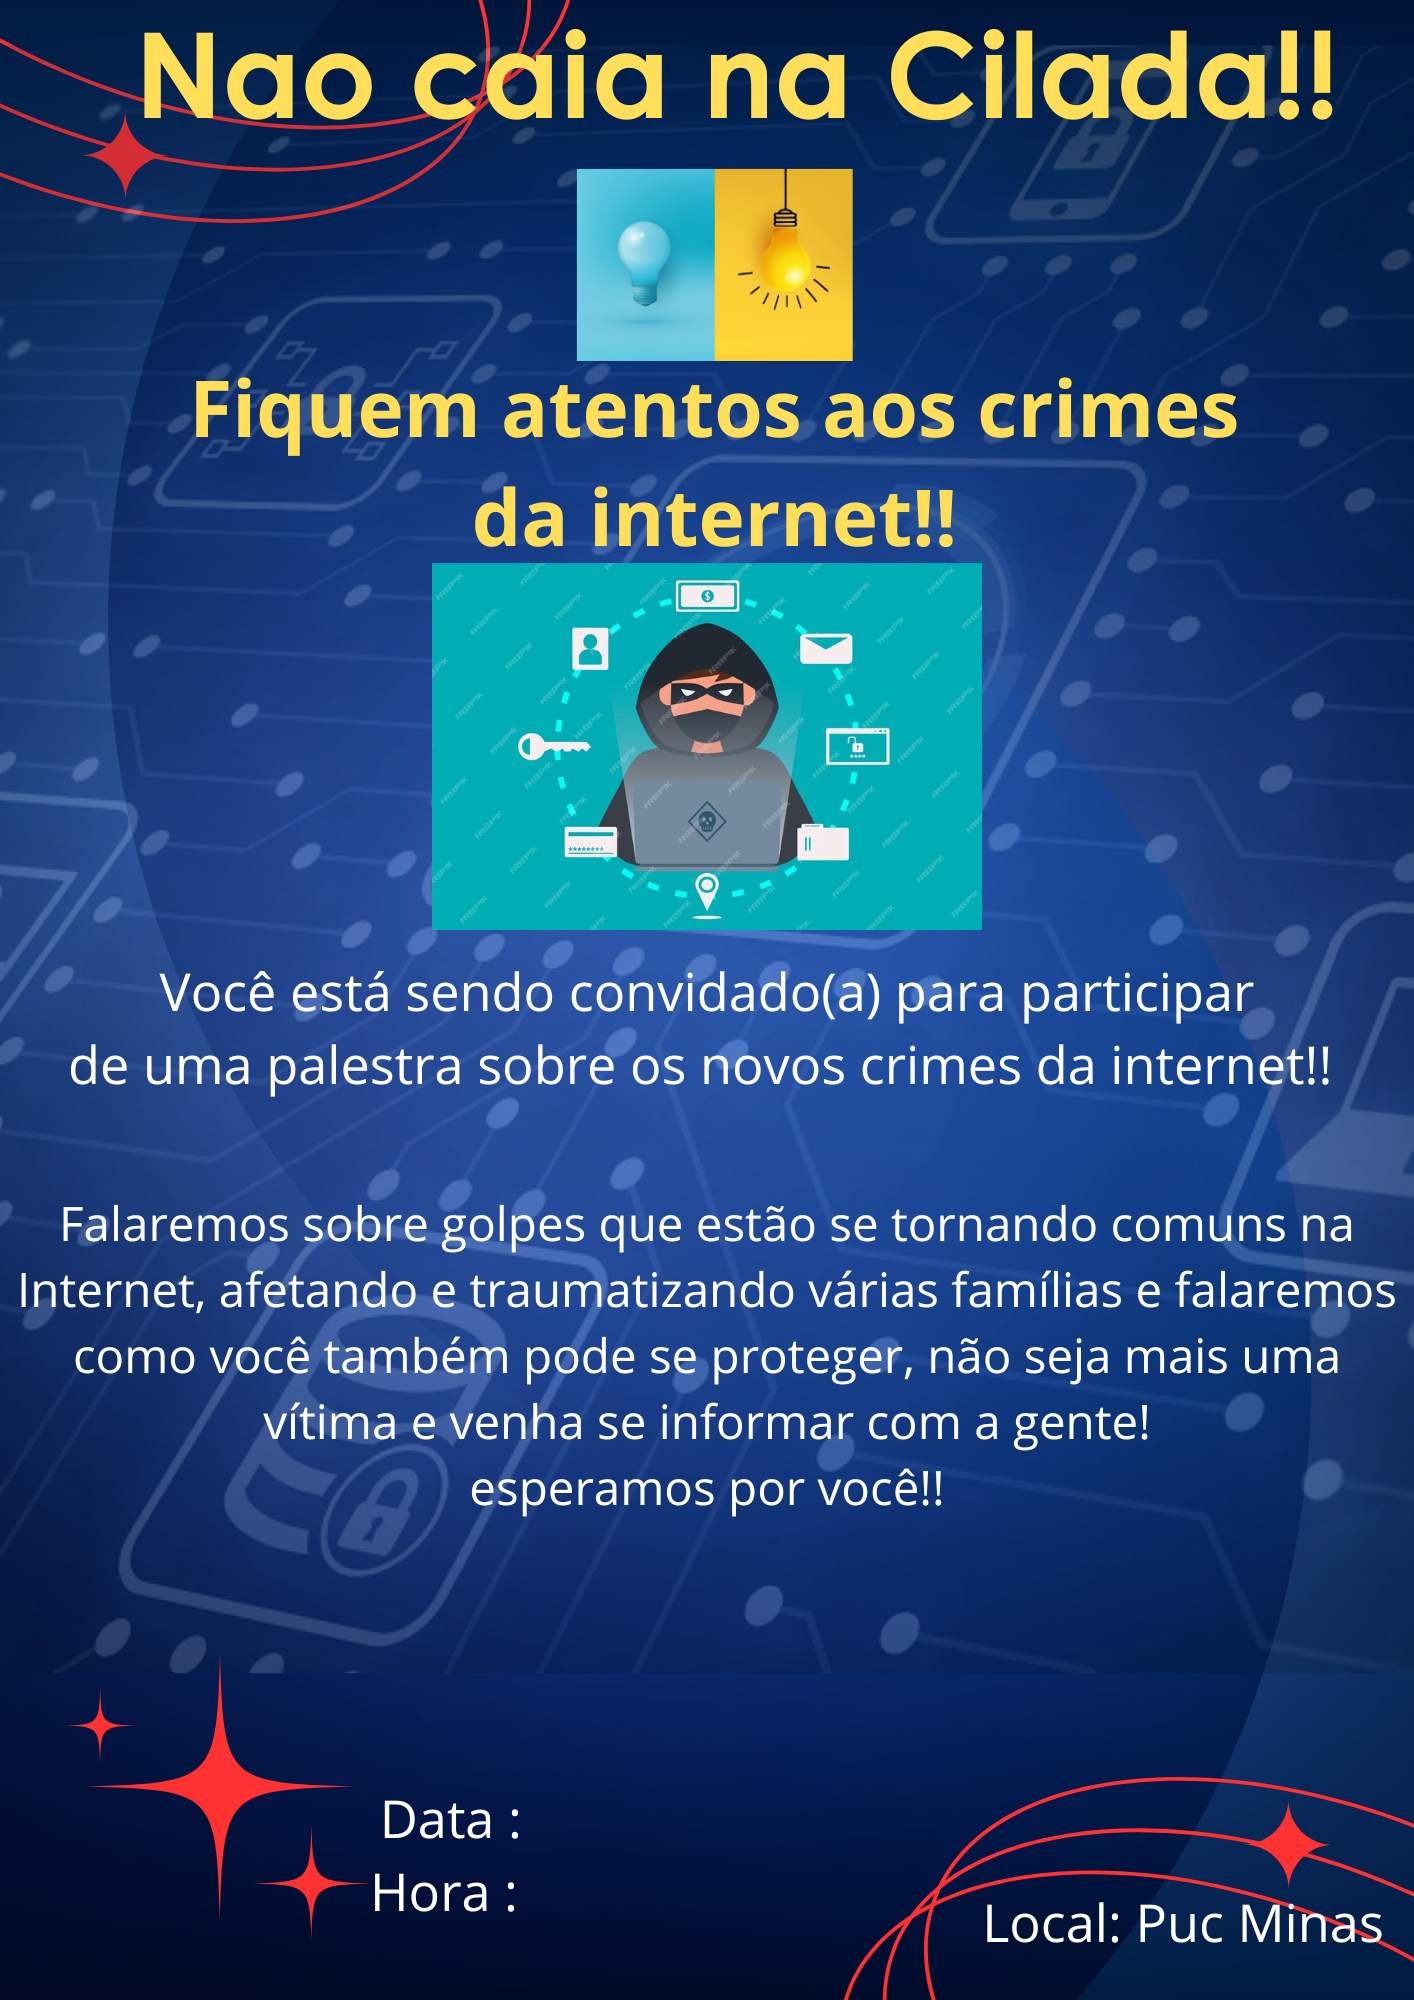 Nao caia na Cilada!!
Fiquem atentos aos crimes
da internet!!
Você está sendo convidado(a) para participar
de uma palestra sobre os novos crimes da internet!!
Falaremos sobre golpes que estão se tornando comuns na
Internet, afetando e traumatizando várias famílias e falaremos
como você também pode se proteger, não seja mais uma
vítima e venha se informar com a gente!
esperamos por você!!
Data :
Hora :
Local: Puc Minas